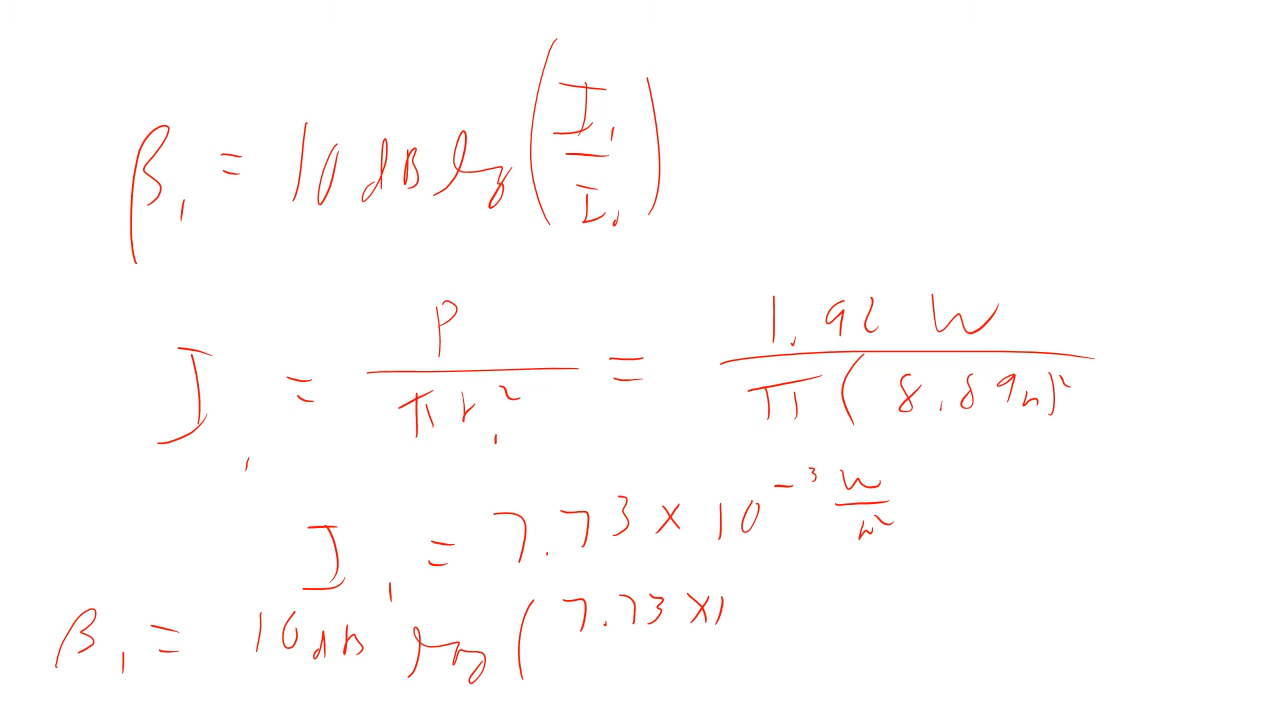 β₁ = 10 dB log(I₁/I₀)
I₁ = P/(πr₁²) = 1.92 W/(π(8.89m)²)
I₁ = 7.73 × 10⁻³ W/m²
β₁ = 10 dB log(7.73 ×1